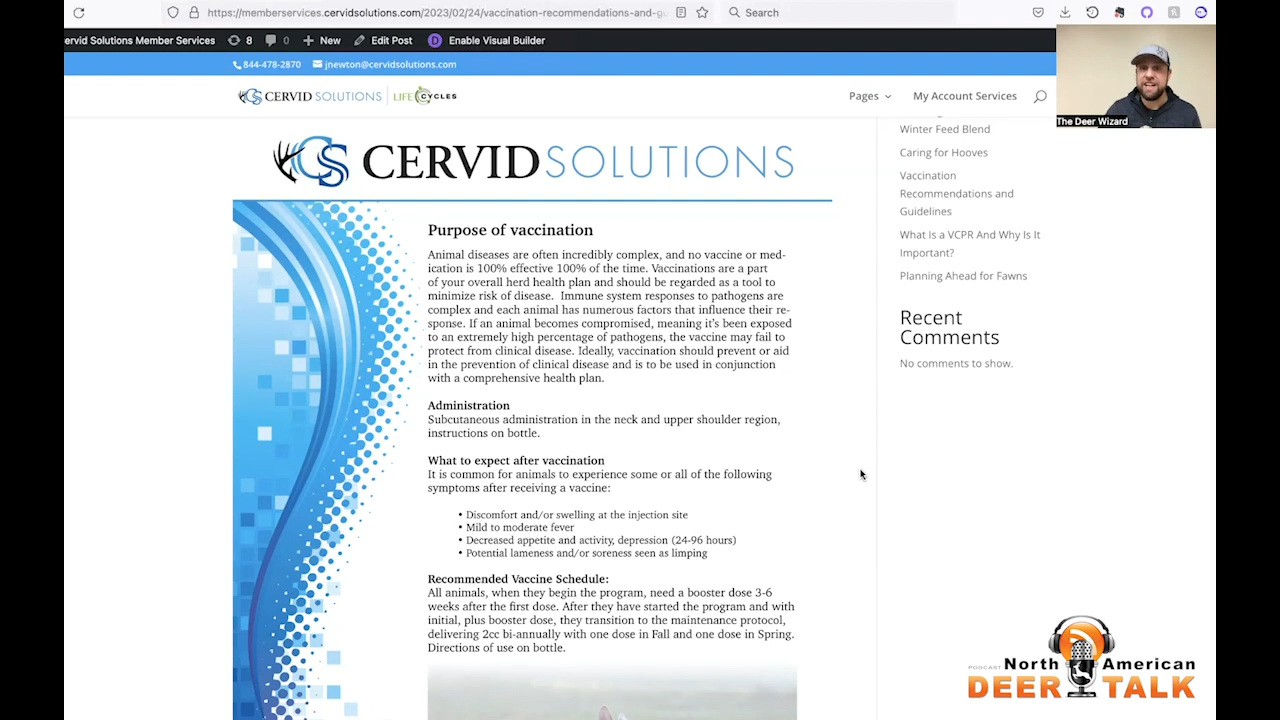 https://memberservices.cervidsolutions.com/2023/02/24/vaccination-recommendations-and-gu
Search
ervid Solutions Member Services
8
0
New
Edit Post
D
Enable Visual Builder
844-478-2870
jnewton@cervidsolutions.com
CS CERVID SOLUTIONS
LIFE CYCLES
Pages
My Account Services
The Deer Wizard
CS
CERVIDSOLUTIONS
Purpose of vaccination
Animal diseases are often incredibly complex, and no vaccine or med-
ication is 100% effective 100% of the time. Vaccinations are a part
of your overall herd health plan and should be regarded as a tool to
minimize risk of disease.  Immune system responses to pathogens are
complex and each animal has numerous factors that influence their re-
sponse. If an animal becomes compromised, meaning it's been exposed
to an extremely high percentage of pathogens, the vaccine may fail to
protect from clinical disease. Ideally, vaccination should prevent or aid
in the prevention of clinical disease and is to be used in conjunction
with a comprehensive health plan.
Administration
Subcutaneous administration in the neck and upper shoulder region,
instructions on bottle.
What to expect after vaccination
It is common for animals to experience some or all of the following
symptoms after receiving a vaccine:
• Discomfort and/or swelling at the injection site
• Mild to moderate fever
• Decreased appetite and activity, depression (24-96 hours)
• Potential lameness and/or soreness seen as limping
Recommended Vaccine Schedule:
All animals, when they begin the program, need a booster dose 3-6
weeks after the first dose. After they have started the program and with
initial, plus booster dose, they transition to the maintenance protocol,
delivering 2cc bi-annually with one dose in Fall and one dose in Spring.
Directions of use on bottle.
Winter Feed Blend
Caring for Hooves
Vaccination
Recommendations and
Guidelines
What Is a VCPR And Why Is It
Important?
Planning Ahead for Fawns
Recent
Comments
No comments to show.
PODCAST North American
DEER TALK